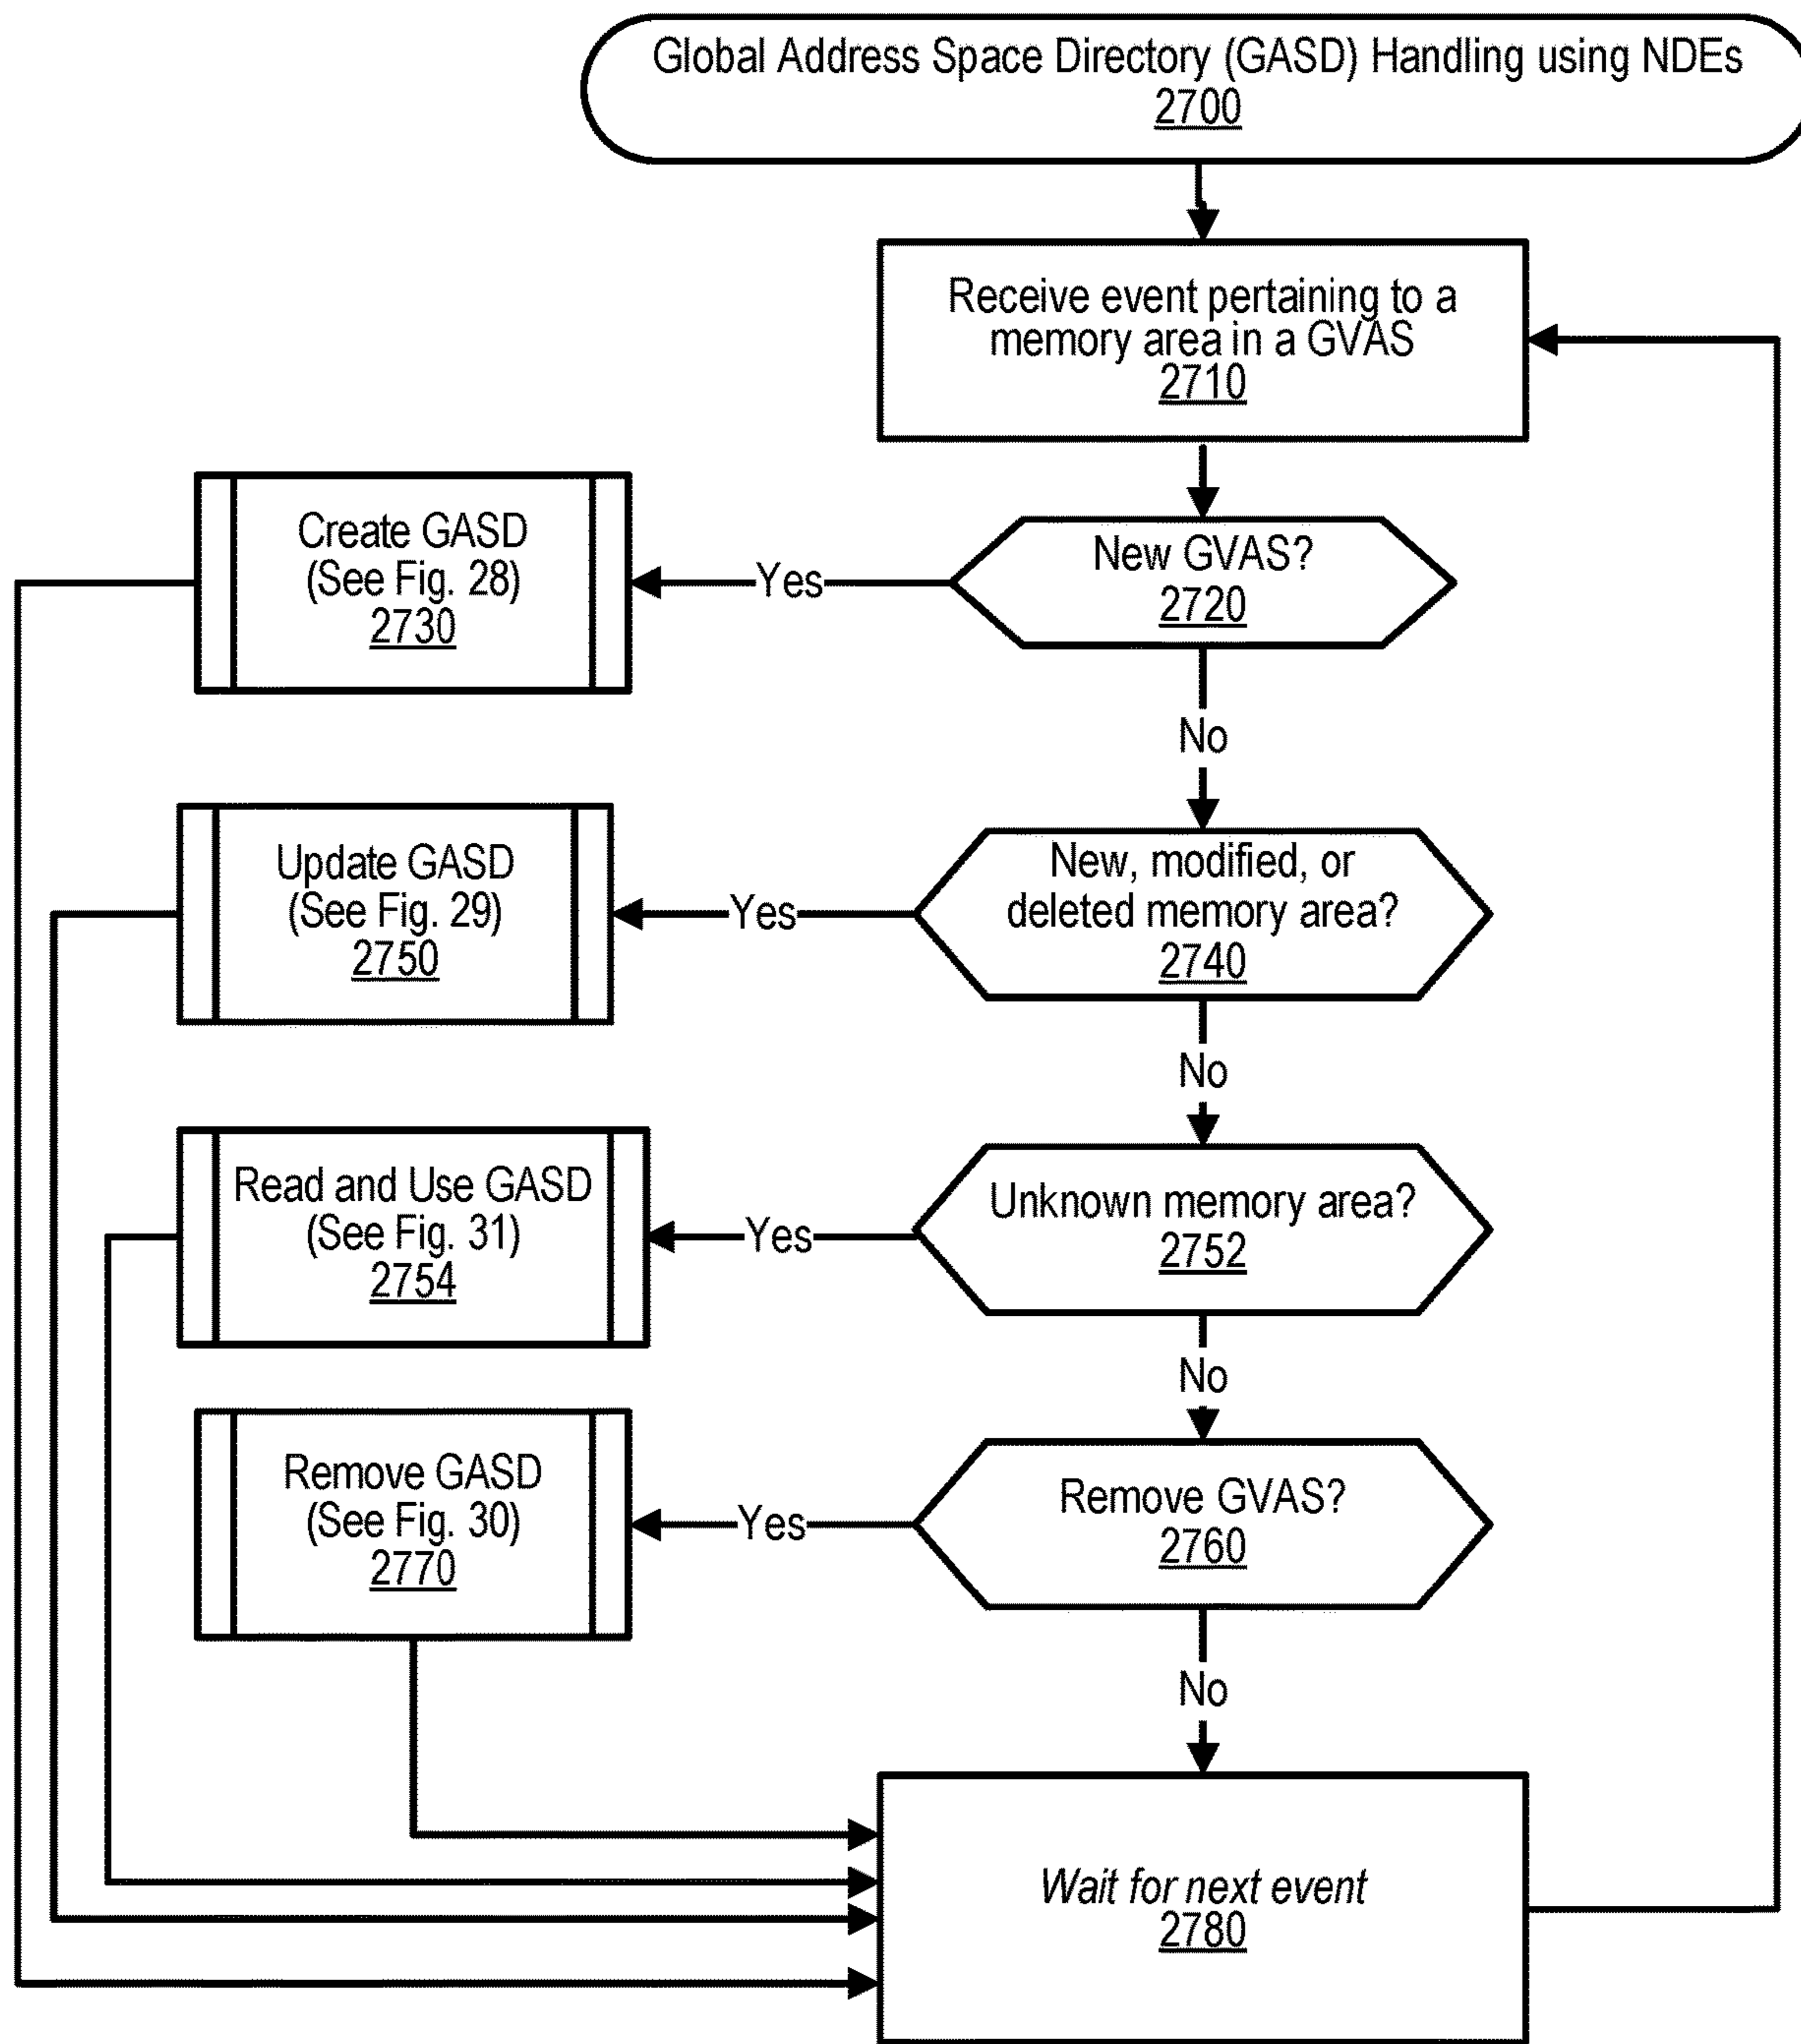 Global Address Space Directory (GASD) Handling using NDEs
2700
Receive event pertaining to a
memory area in a GVAS
2710
New GVAS?
2720
Yes
Create GASD
(See Fig. 28)
2730
No
New, modified, or
deleted memory area?
2740
Yes
Update GASD
(See Fig. 29)
2750
No
Unknown memory area?
2752
Yes
Read and Use GASD
(See Fig. 31)
2754
No
Remove GVAS?
2760
Yes
Remove GASD
(See Fig. 30)
2770
No
Wait for next event
2780